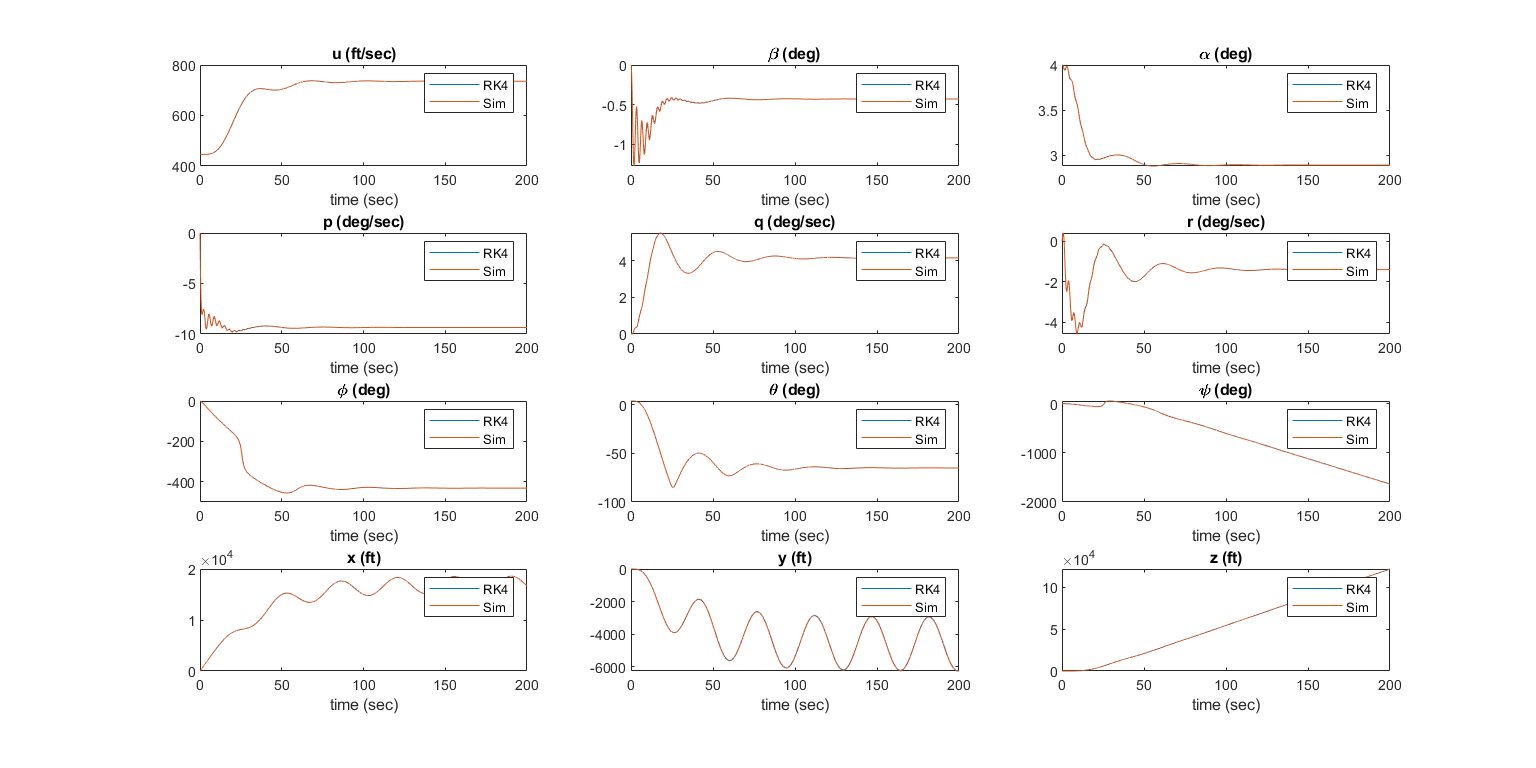 u (ft/sec)
800
600
400
0 50 100 150 200
time (sec)
RK4
Sim
β (deg)
0
-0.5
-1
0 50 100 150 200
time (sec)
RK4
Sim
α (deg)
4
3.5
3
0 50 100 150 200
time (sec)
RK4
Sim
p (deg/sec)
0
-5
-10
0 50 100 150 200
time (sec)
RK4
Sim
q (deg/sec)
4
2
0
0 50 100 150 200
time (sec)
RK4
Sim
r (deg/sec)
0
-2
-4
0 50 100 150 200
time (sec)
RK4
Sim
ϕ (deg)
0
-200
-400
0 50 100 150 200
time (sec)
RK4
Sim
θ (deg)
0
-50
-100
0 50 100 150 200
time (sec)
RK4
Sim
ψ (deg)
0
-1000
-2000
0 50 100 150 200
time (sec)
RK4
Sim
x (ft)
×10⁴
2
1
0
0 50 100 150 200
time (sec)
RK4
Sim
y (ft)
0
-2000
-4000
-6000
0 50 100 150 200
time (sec)
RK4
Sim
z (ft)
×10⁴
10
5
0
0 50 100 150 200
time (sec)
RK4
Sim